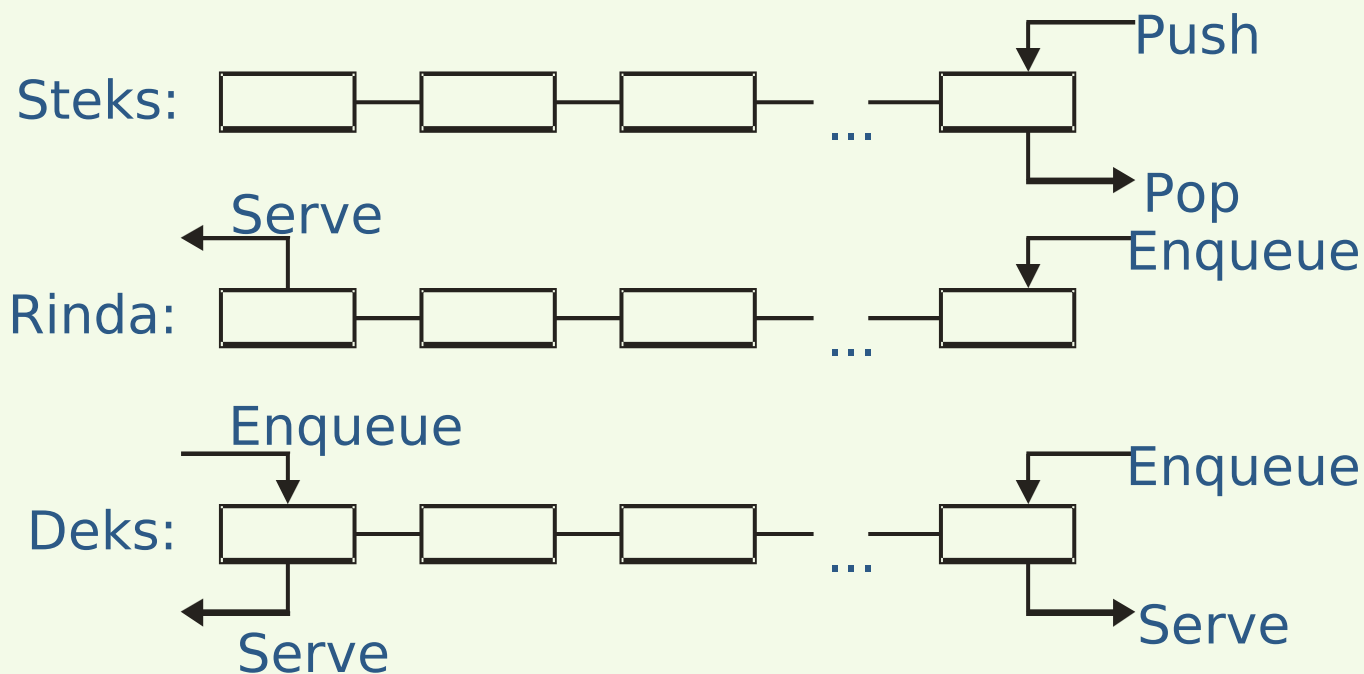 Push
Steks:
...
Pop
Serve
Enqueue
Rinda:
...
Enqueue
Enqueue
Deks:
...
Serve
Serve